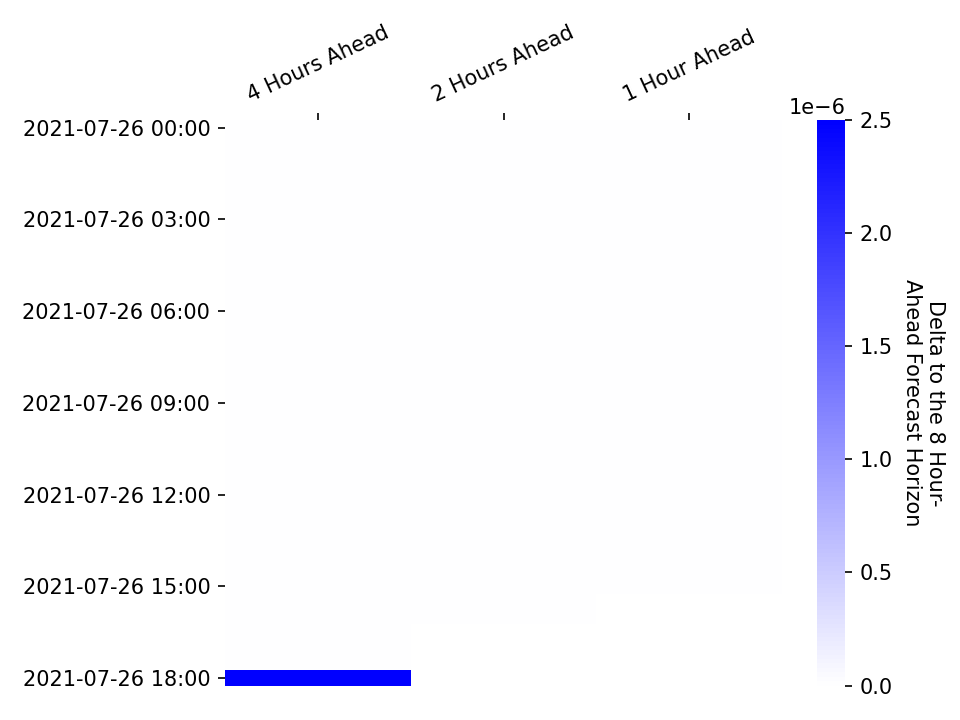 4 Hours Ahead
2 Hours Ahead
1 Hour Ahead
1e−6
2021-07-26 00:00
2021-07-26 03:00
2021-07-26 06:00
2021-07-26 09:00
2021-07-26 12:00
2021-07-26 15:00
2021-07-26 18:00
2.5
2.0
1.5
1.0
0.5
0.0
Delta to the 8 Hour-
Ahead Forecast Horizon